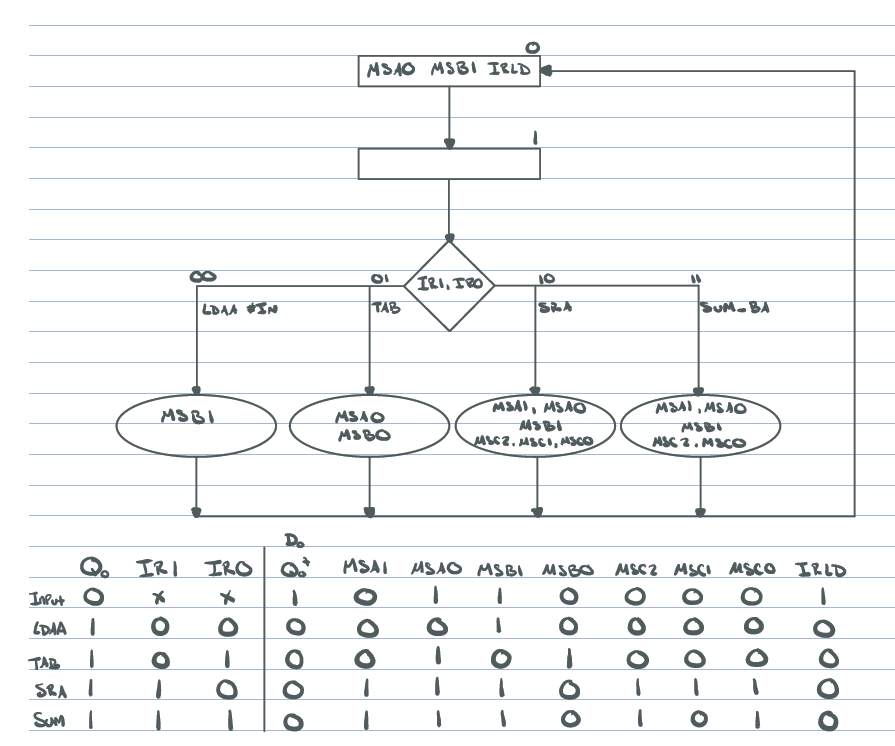 0
MSA0 MSB1 IRLD
1
IR1, IR0
00 01 10 11
LDAA #IN TAB SRA SUM_BA
MSB1
MSA0
MSB0
MSA1, MSA0
MSB1
MSC2, MSC1, MSC0
MSA1, MSA0
MSB1
MSC2, MSC0
D₀
Q₀ IR1 IR0 Q₀⁺ MSA1 MSA0 MSB1 MSB0 MSC2 MSC1 MSC0 IRLD
Input 0 x x 1 0 1 1 0 0 0 0 1
LDAA 1 0 0 0 0 0 1 0 0 0 0 0
TAB 1 0 1 0 0 1 0 1 0 0 0 0
SRA 1 1 0 0 1 1 1 0 1 1 1 0
SUM 1 1 1 0 1 1 1 0 1 0 1 0